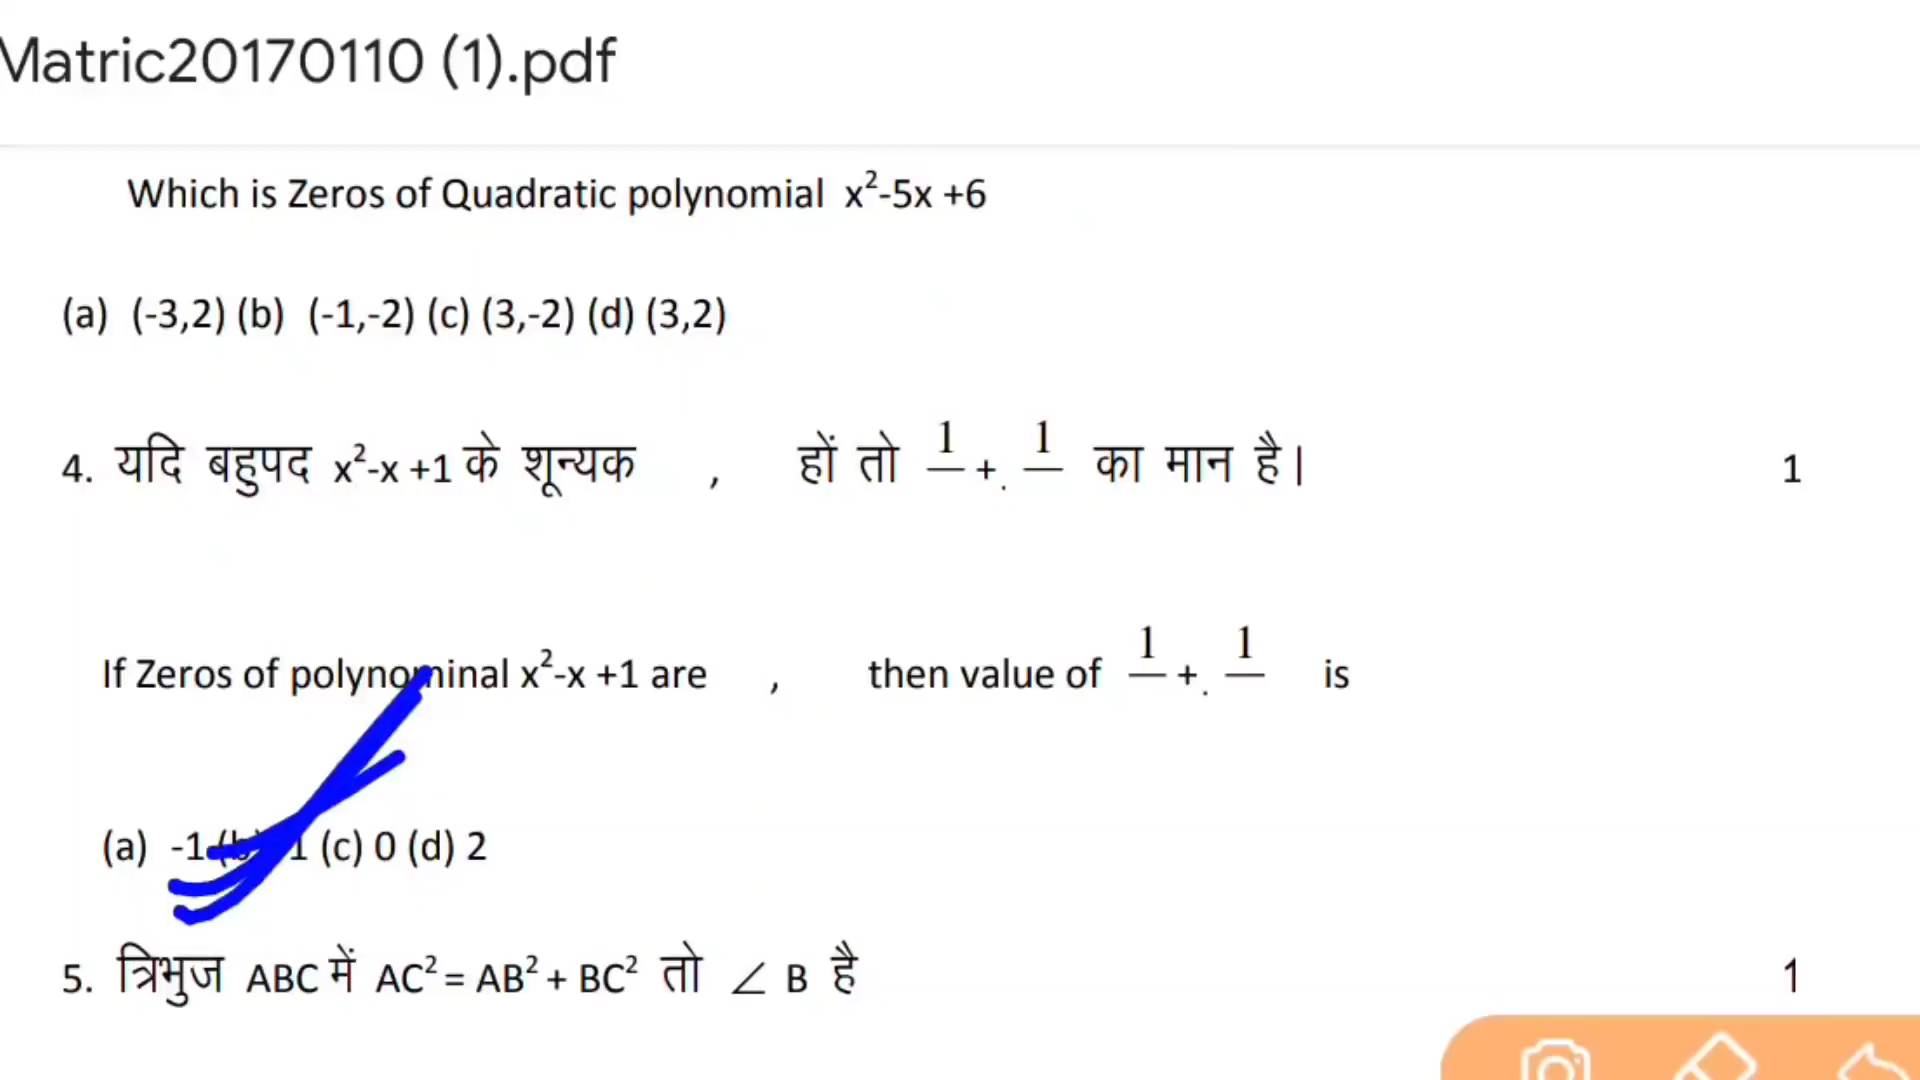 Matric20170110 (1).pdf
Which is Zeros of Quadratic polynomial x²-5x +6
(a) (-3,2) (b) (-1,-2) (c) (3,-2) (d) (3,2)
4. यदि बहुपद x²-x +1 के शून्यक , हों तो 1/ +. 1/ का मान है। 1
If Zeros of polynominal x²-x +1 are , then value of 1/ +. 1/ is
(a) -1 (b) 1 (c) 0 (d) 2
5. त्रिभुज ABC में AC² = AB² + BC² तो ∠ B है 1